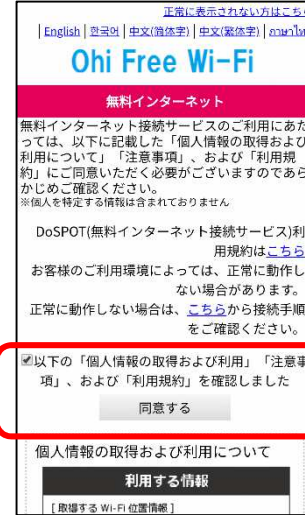 正常に表示されない方はこちら
English | 한국어 | 中文(簡体字) | 中文(繁体字) | ภาษาไท
Ohi Free Wi-Fi
無料インターネット
無料インターネット接続サービスのご利用にあた
っては、以下に記載した「個人情報の取得および
利用について」「注意事項」、および「利用規
約」にご同意いただく必要がございますのであら
かじめご確認ください。
※個人を特定する情報は含まれておりません
DoSPOT(無料インターネット接続サービス)利
用規約はこちら
お客様のご利用環境によっては、正常に動作し
ない場合があります。
正常に動作しない場合は、こちらから接続手順
をご確認ください。
以下の「個人情報の取得および利用」「注意事
項」、および「利用規約」を確認しました
同意する
個人情報の取得および利用について
利用する情報
[ 取得する Wi-Fi 位置情報 ]